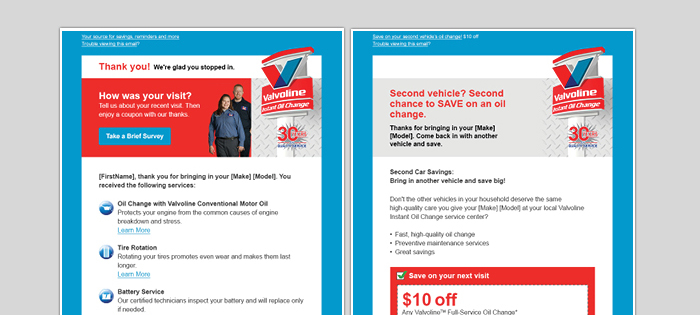 Your source for savings, reminders and more
Trouble viewing this email?
Thank you! We're glad you stopped in.
How was your visit?
Tell us about your recent visit. Then
enjoy a coupon with our thanks.
Take a Brief Survey
Valvoline
Instant Oil Change
30
[FirstName], thank you for bringing in your [Make] [Model]. You
received the following services:
Oil Change with Valvoline Conventional Motor Oil
Protects your engine from the common causes of engine
breakdown and stress.
Learn More
Tire Rotation
Rotating your tires promotes even wear and makes them last
longer.
Learn More
Battery Service
Our certified technicians inspect your battery and will replace only
if needed.
Save on your second vehicle's oil change! $10 off
Trouble viewing this email?
Second vehicle? Second
chance to SAVE on an oil
change.
Thanks for bringing in your [Make]
[Model]. Come back in with another
vehicle and save.
Valvoline
Instant Oil Change
30
Second Car Savings:
Bring in another vehicle and save big!
Don't the other vehicles in your household deserve the same
high-quality care you give your [Make] [Model] at your local Valvoline
Instant Oil Change service center?
• Fast, high-quality oil change
• Preventive maintenance services
• Great savings
Save on your next visit
$10 off
Any Valvoline™ Full-Service Oil Change*